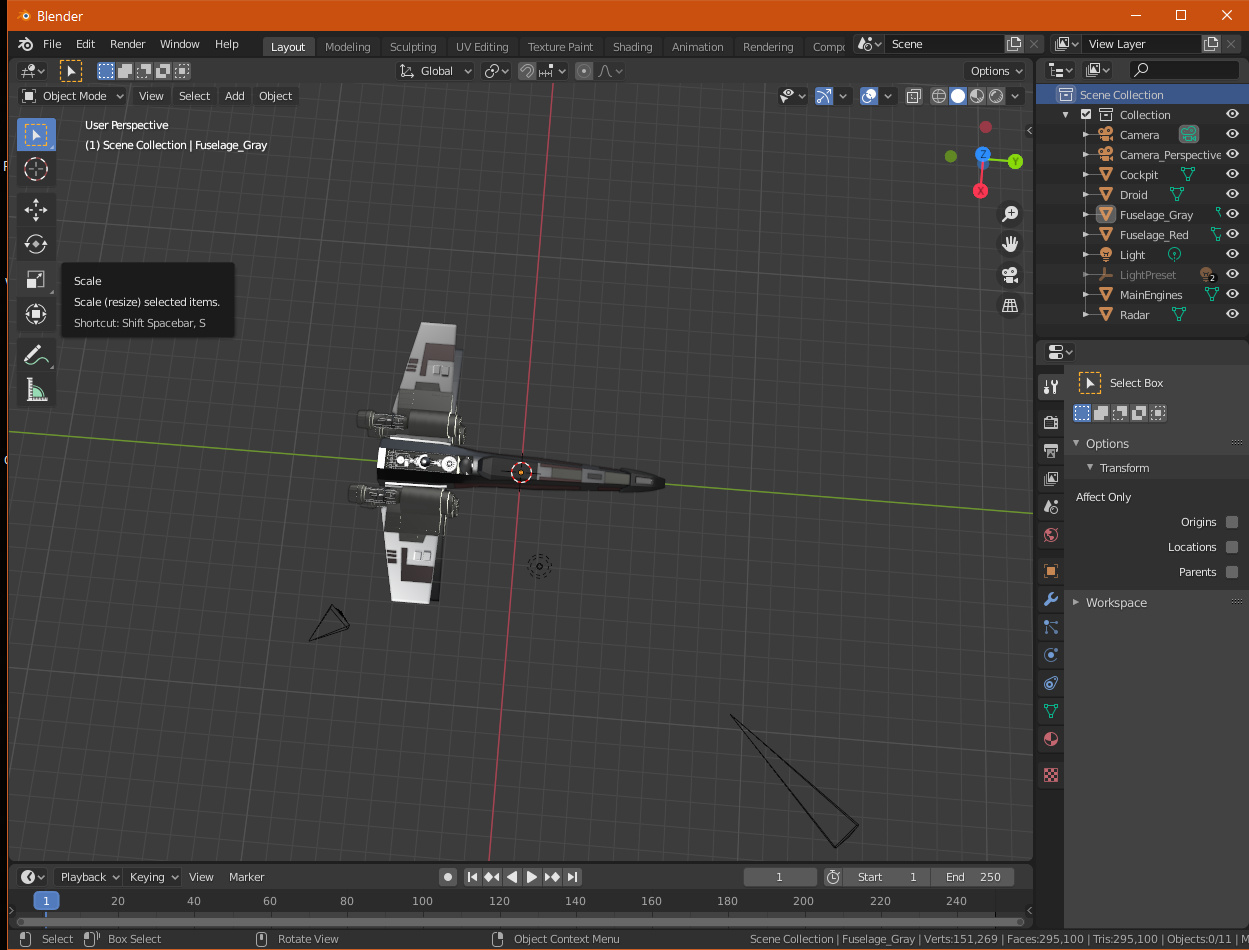 Blender
File Edit Render Window Help Layout Modeling Sculpting UV Editing Texture Paint Shading Animation Rendering Compo Scene View Layer
Global Options
Object Mode View Select Add Object
User Perspective
(1) Scene Collection | Fuselage_Gray
Z
Y
X
Scale
Scale (resize) selected items.
Shortcut: Shift Spacebar, S
Scene Collection
Collection
Camera
Camera_Perspective
Cockpit
Droid
Fuselage_Gray
Fuselage_Red
Light
LightPreset 2
MainEngines
Radar
Select Box
Options
Transform
Affect Only
Origins
Locations
Parents
Workspace
Playback Keying View Marker 1 Start 1 End 250
1 20 40 60 80 100 120 140 160 180 200 220 240
Select Box Select Rotate View Object Context Menu Scene Collection | Fuselage_Gray | Verts:151,269 | Faces:295,100 | Tris:295,100 | Objects:0/11 | M